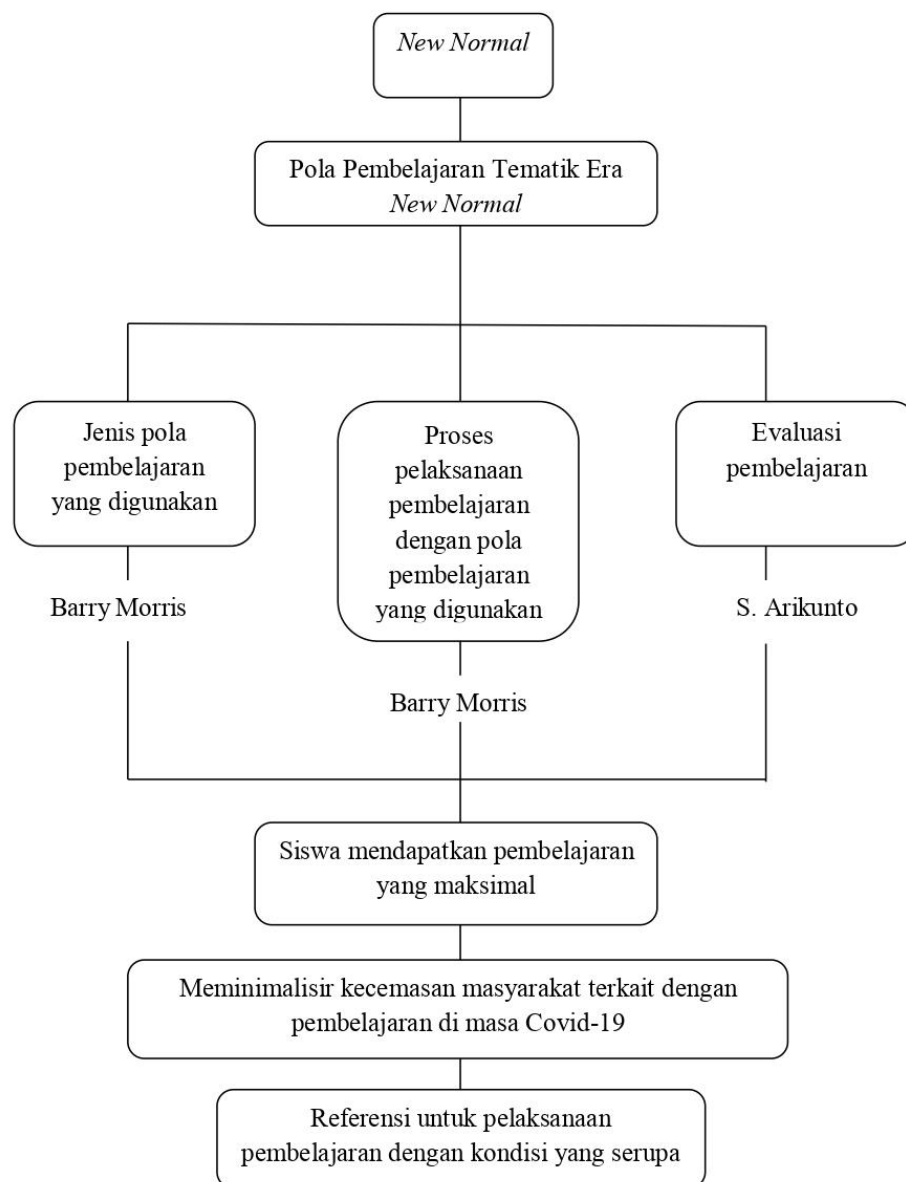 New Normal
Pola Pembelajaran Tematik Era
New Normal
Jenis pola
pembelajaran
yang digunakan
Proses
pelaksanaan
pembelajaran
dengan pola
pembelajaran
yang digunakan
Evaluasi
pembelajaran
Barry Morris
S. Arikunto
Barry Morris
Siswa mendapatkan pembelajaran
yang maksimal
Meminimalisir kecemasan masyarakat terkait dengan
pembelajaran di masa Covid-19
Referensi untuk pelaksanaan
pembelajaran dengan kondisi yang serupa